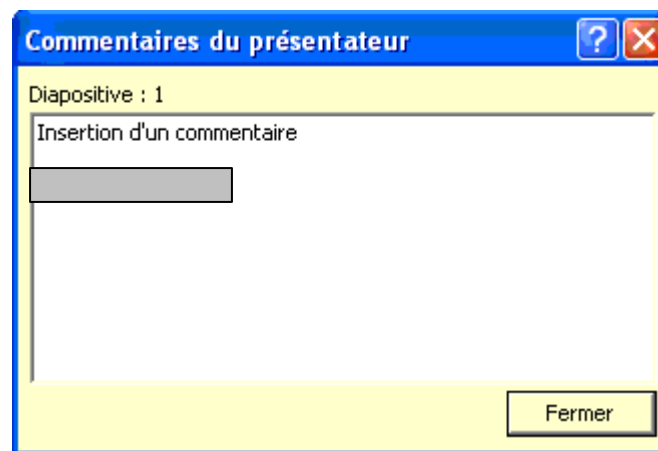 Commentaires du présentateur
Diapositive : 1
Insertion d'un commentaire
Fermer